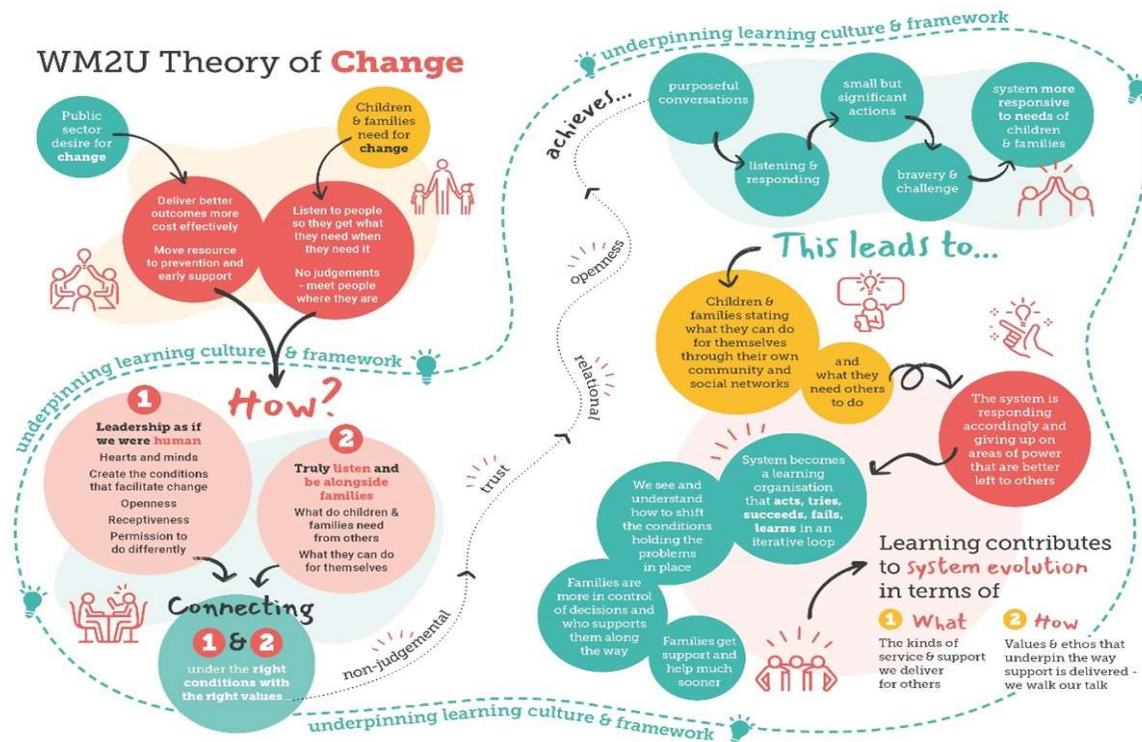 WM2U Theory of Change
Public
sector
desire for
change
Children
& families
need for
change
Deliver better
outcomes more
cost effectively
Move resource
to prevention and
early support
Listen to people
so they get what
they need when
they need it
No judgements
- meet people
where they are
underpinning learning culture & framework
How?
1
Leadership as if
we were human
Hearts and minds
Create the conditions
that facilitate change
Openness
Receptiveness
Permission to
do differently
2
Truly listen and
be alongside
families
What do children &
families need
from others
What they can do
for themselves
Connecting
1 & 2
under the right
conditions with
the right values
non-judgemental
trust
relational
openness
achieves...
underpinning learning culture & framework
purposeful
conversations
listening &
responding
small but
significant
actions
bravery &
challenge
system more
responsive
to needs of
children
& families
This leads to...
Children &
families stating
what they can do
for themselves
through their own
community and
social networks
and
what they
need others
to do
The system is
responding
accordingly and
giving up on
areas of power
that are better
left to others
System becomes
a learning
organisation
that acts, tries,
succeeds, fails,
learns in an
iterative loop
We see and
understand
how to shift
the conditions
holding the
problems
in place
Families are
more in control
of decisions and
who supports
them along
the way
Families get
support and
help much
sooner
Learning contributes
to system evolution
in terms of
1 What
The kinds of
service & support
we deliver
for others
2 How
Values & ethos that
underpin the way
support is delivered -
we walk our talk
underpinning learning culture & framework